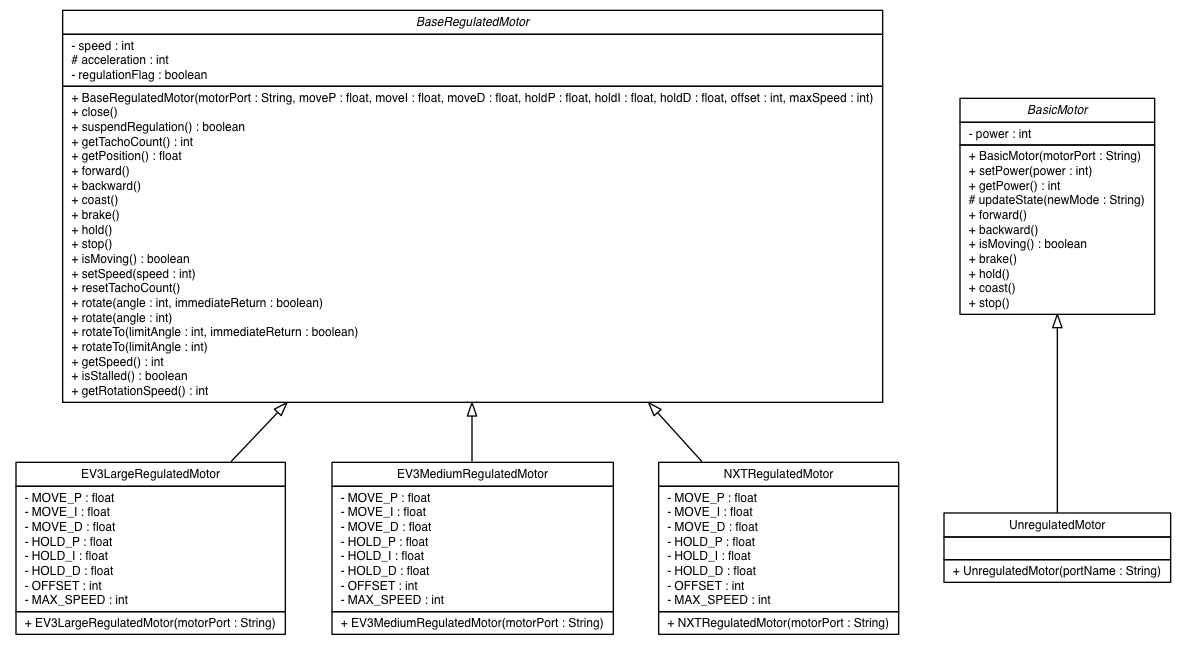 BaseRegulatedMotor
- speed : int
# acceleration : int
- regulationFlag : boolean
+ BaseRegulatedMotor(motorPort : String, moveP : float, moveI : float, moveD : float, holdP : float, holdI : float, holdD : float, offset : int, maxSpeed : int)
+ close()
+ suspendRegulation() : boolean
+ getTachoCount() : int
+ getPosition() : float
+ forward()
+ backward()
+ coast()
+ brake()
+ hold()
+ stop()
+ isMoving() : boolean
+ setSpeed(speed : int)
+ resetTachoCount()
+ rotate(angle : int, immediateReturn : boolean)
+ rotate(angle : int)
+ rotateTo(limitAngle : int, immediateReturn : boolean)
+ rotateTo(limitAngle : int)
+ getSpeed() : int
+ isStalled() : boolean
+ getRotationSpeed() : int
BasicMotor
- power : int
+ BasicMotor(motorPort : String)
+ setPower(power : int)
+ getPower() : int
# updateState(newMode : String)
+ forward()
+ backward()
+ isMoving() : boolean
+ brake()
+ hold()
+ coast()
+ stop()
EV3LargeRegulatedMotor
- MOVE_P : float
- MOVE_I : float
- MOVE_D : float
- HOLD_P : float
- HOLD_I : float
- HOLD_D : float
- OFFSET : int
- MAX_SPEED : int
+ EV3LargeRegulatedMotor(motorPort : String)
EV3MediumRegulatedMotor
- MOVE_P : float
- MOVE_I : float
- MOVE_D : float
- HOLD_P : float
- HOLD_I : float
- HOLD_D : float
- OFFSET : int
- MAX_SPEED : int
+ EV3MediumRegulatedMotor(motorPort : String)
NXTRegulatedMotor
- MOVE_P : float
- MOVE_I : float
- MOVE_D : float
- HOLD_P : float
- HOLD_I : float
- HOLD_D : float
- OFFSET : int
- MAX_SPEED : int
+ NXTRegulatedMotor(motorPort : String)
UnregulatedMotor
+ UnregulatedMotor(portName : String)